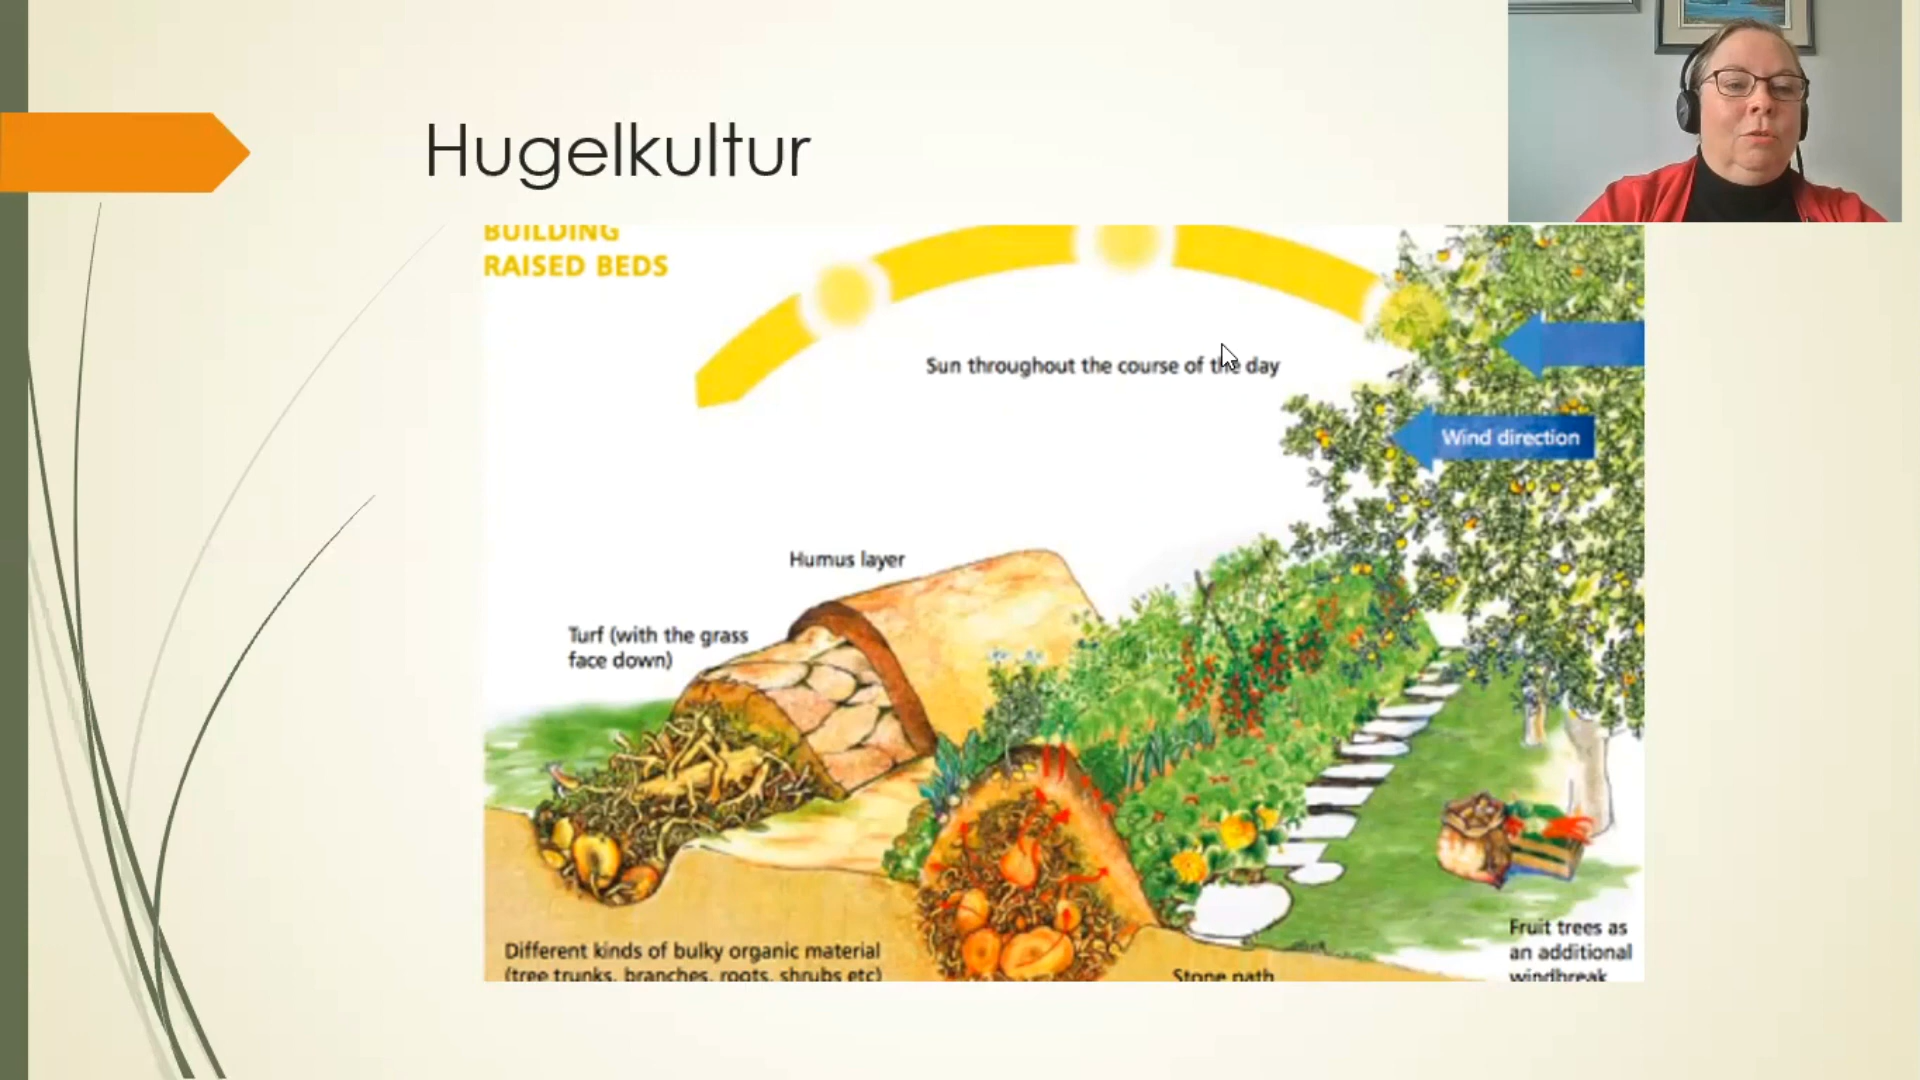 Hugelkultur
BUILDING
RAISED BEDS
Sun throughout the course of the day
Wind direction
Humus layer
Turf (with the grass
face down)
Different kinds of bulky organic material
(tree trunks, branches, roots, shrubs etc)
Stone path
Fruit trees as
an additional
windbreak